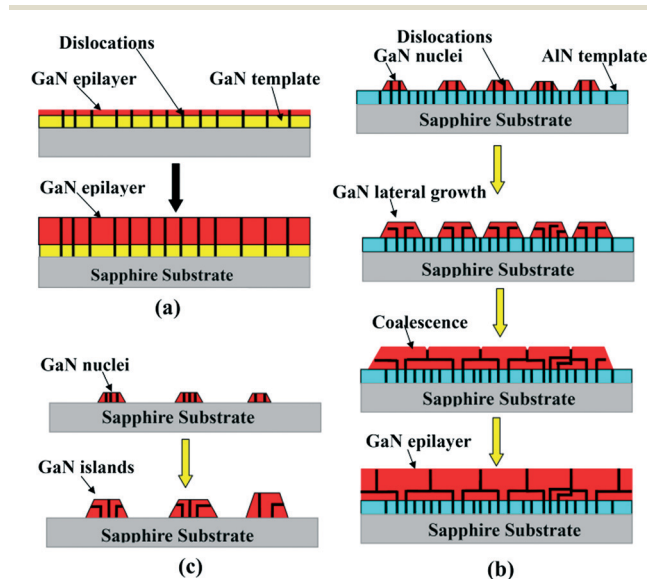 Dislocations
GaN epilayer
GaN template
GaN epilayer
Sapphire Substrate
(a)
GaN nuclei
Sapphire Substrate
GaN islands
Sapphire Substrate
(c)
Dislocations
GaN nuclei
AlN template
Sapphire Substrate
GaN lateral growth
Sapphire Substrate
Coalescence
Sapphire Substrate
GaN epilayer
Sapphire Substrate
(b)